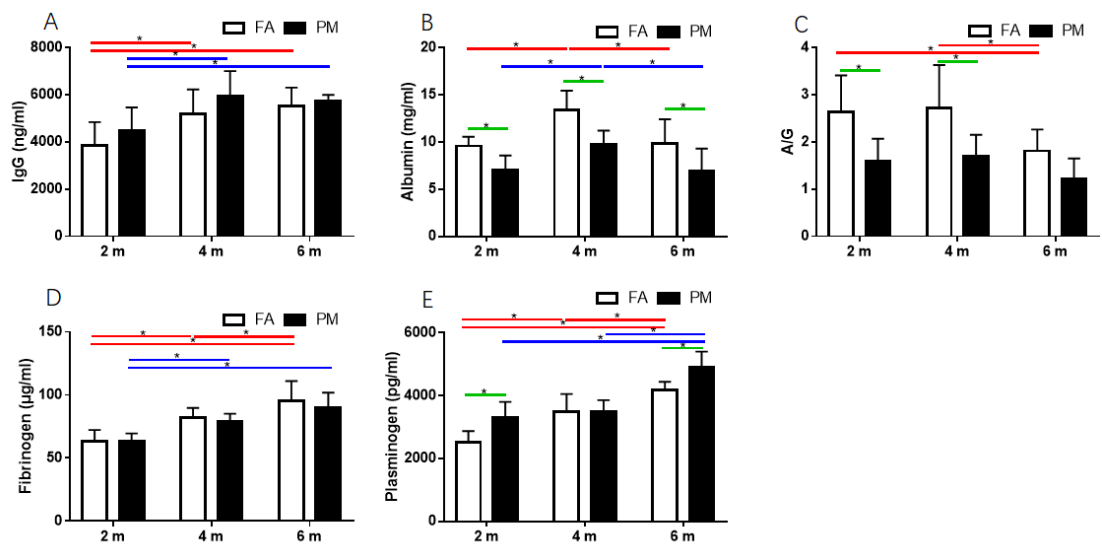 A
FA PM
IgG (ng/ml)
8000
6000
4000
2000
0
* * * *
2 m 4 m 6 m
B
FA PM
Albumin (mg/ml)
20
15
10
5
0
* * * * * * *
2 m 4 m 6 m
C
FA PM
A/G
4
3
2
1
0
* * * *
2 m 4 m 6 m
D
FA PM
Fibrinogen (µg/ml)
150
100
50
0
* * * * *
2 m 4 m 6 m
E
FA PM
Plasminogen (pg/ml)
6000
4000
2000
0
* * * * * * *
2 m 4 m 6 m